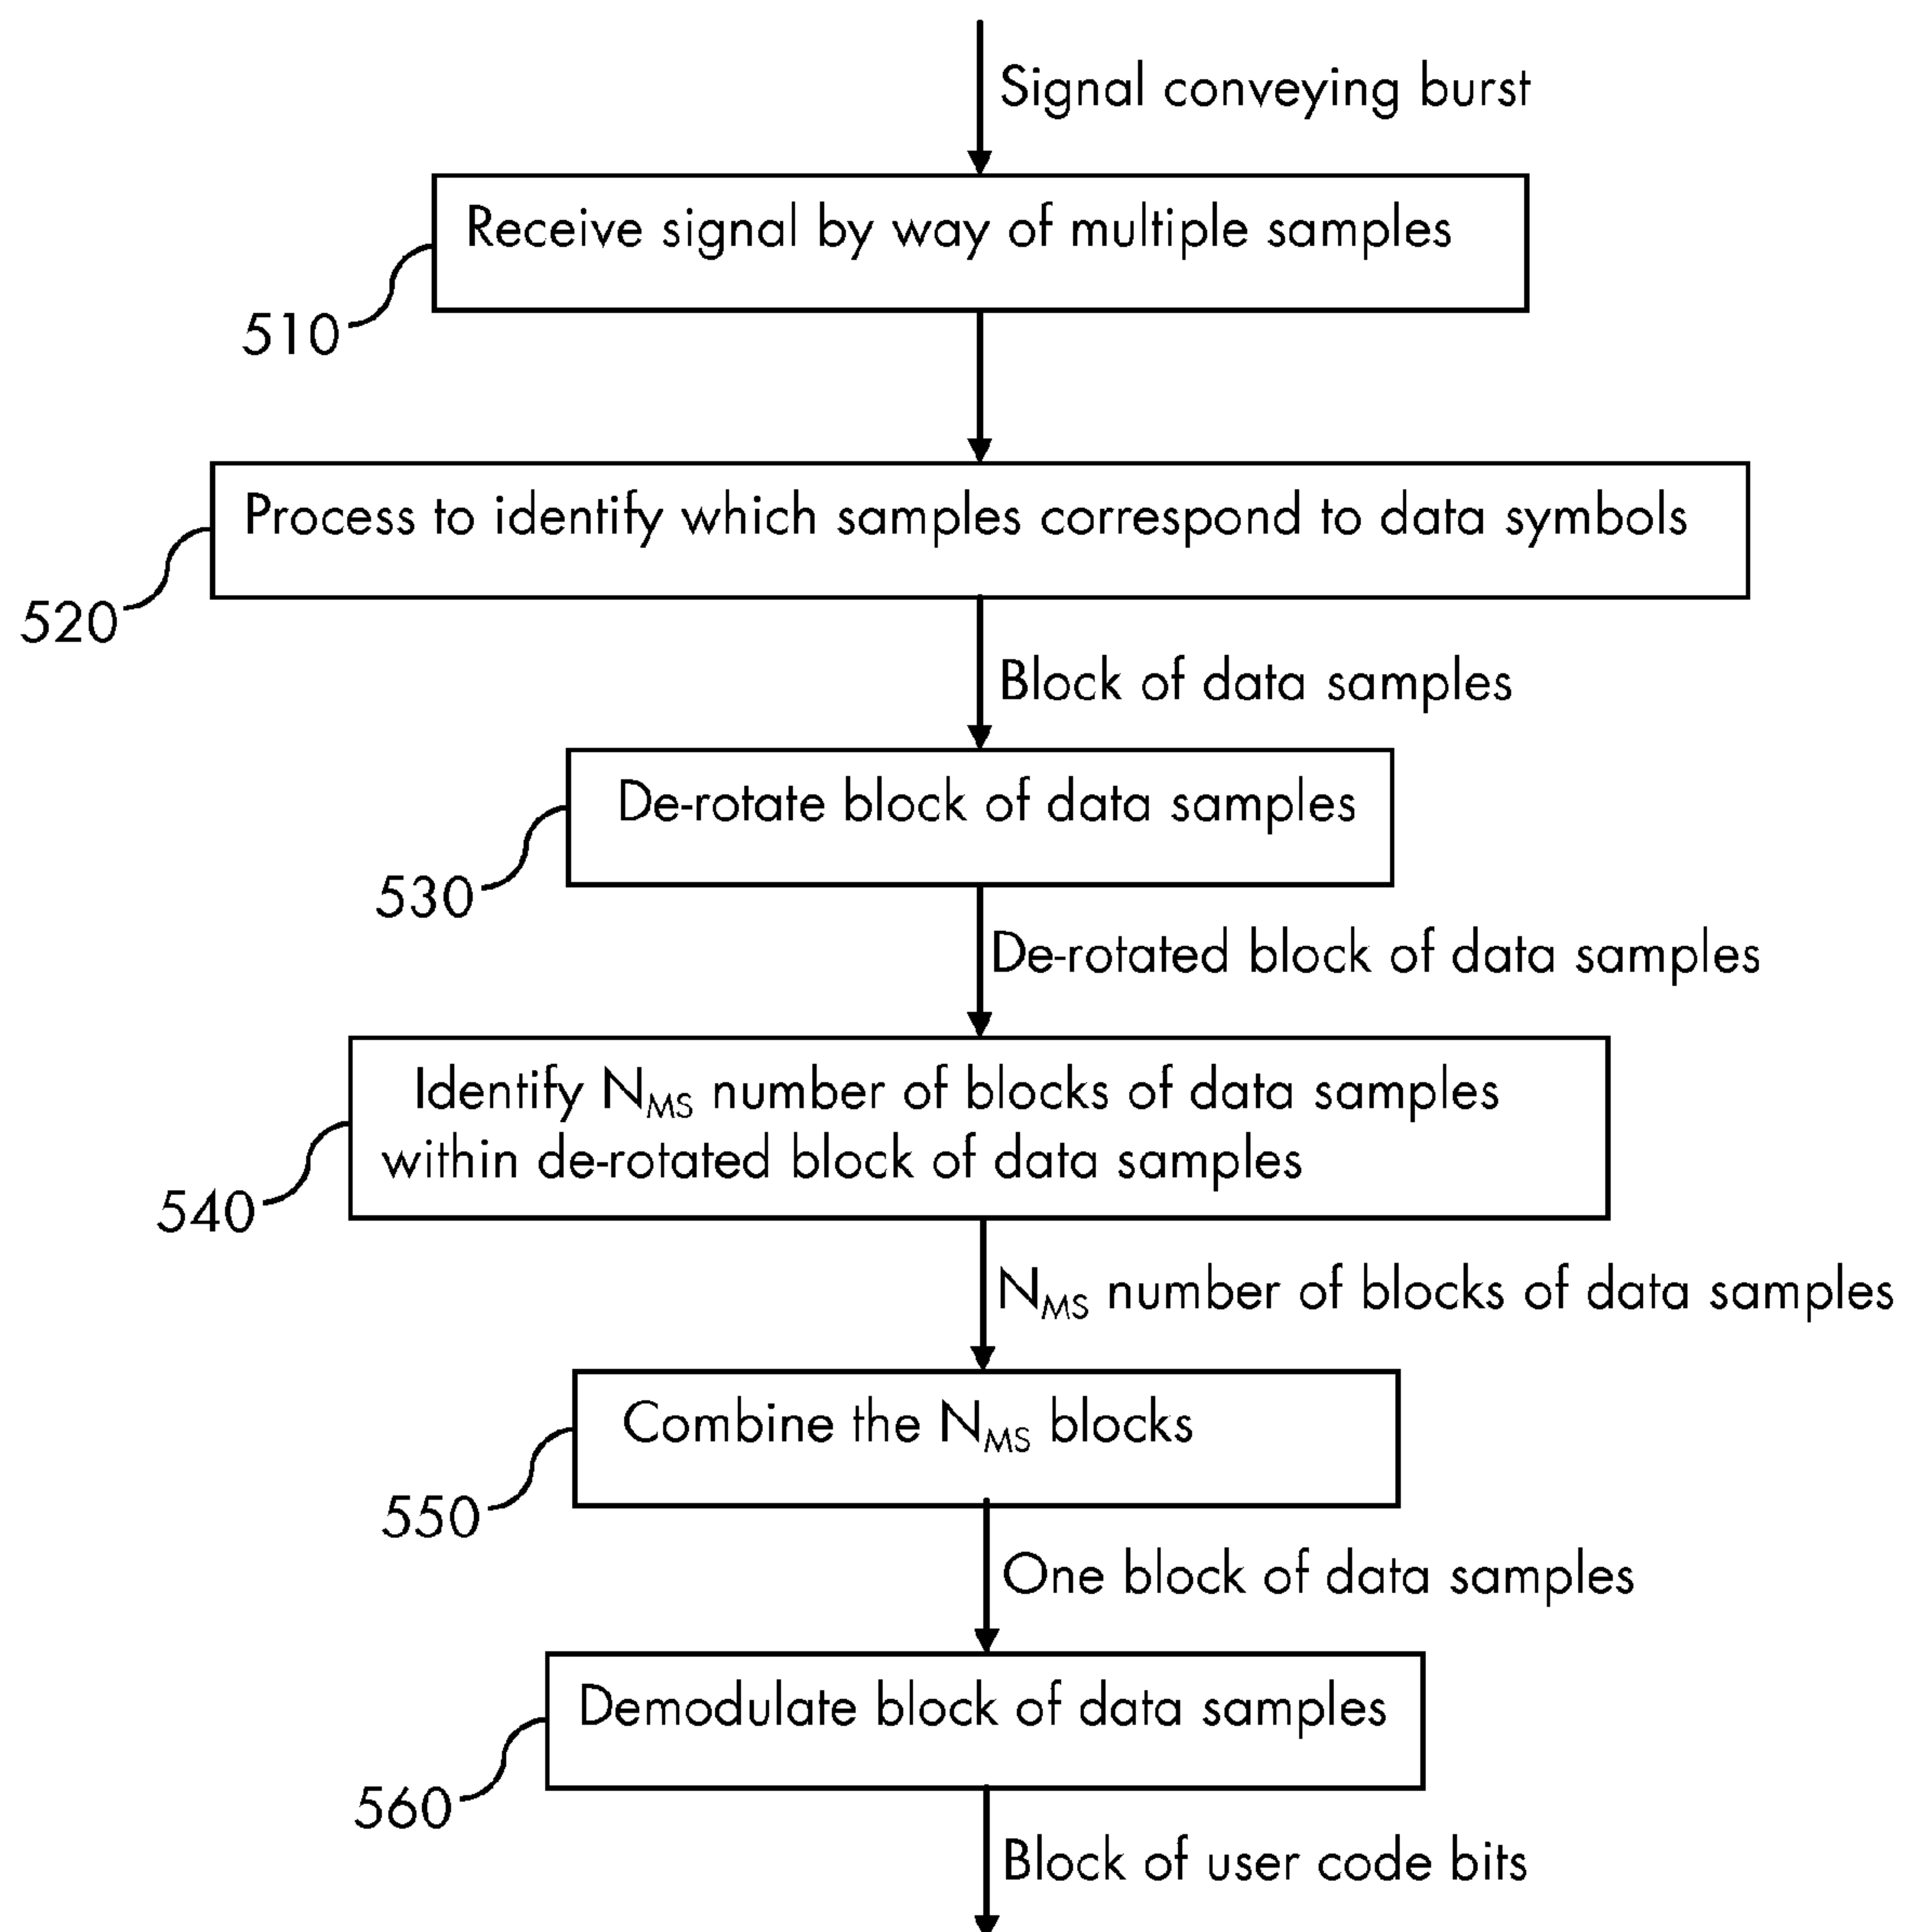 Signal conveying burst
Receive signal by way of multiple samples
510
Process to identify which samples correspond to data symbols
520
Block of data samples
De-rotate block of data samples
530
De-rotated block of data samples
Identify NMS number of blocks of data samples
within de-rotated block of data samples
540
NMS number of blocks of data samples
Combine the NMS blocks
550
One block of data samples
Demodulate block of data samples
560
Block of user code bits